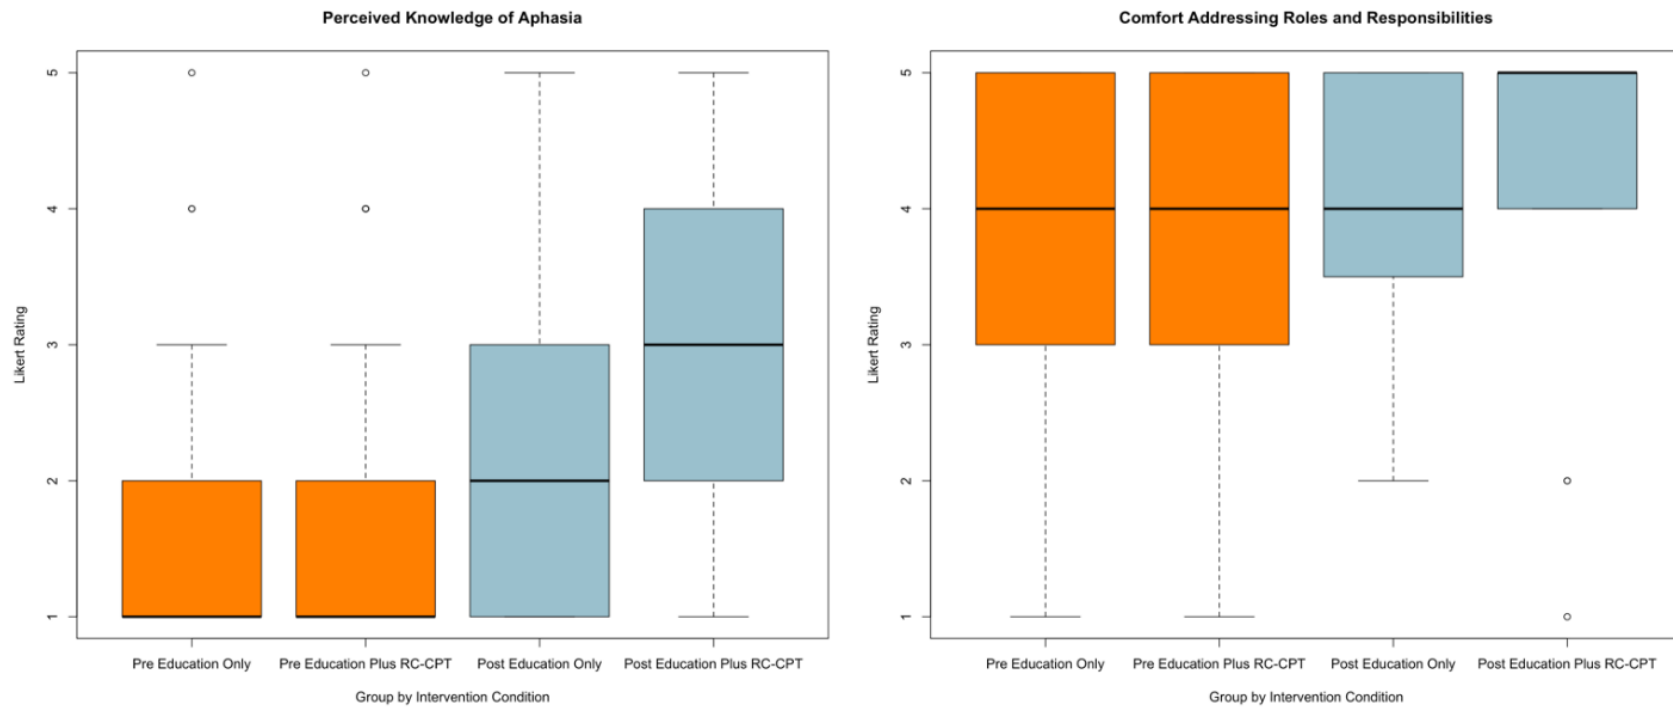 Perceived Knowledge of Aphasia
5
4
3
2
1
Likert Rating
Pre Education Only
Pre Education Plus RC-CPT
Post Education Only
Post Education Plus RC-CPT
Group by Intervention Condition
Comfort Addressing Roles and Responsibilities
5
4
3
2
1
Likert Rating
Pre Education Only
Pre Education Plus RC-CPT
Post Education Only
Post Education Plus RC-CPT
Group by Intervention Condition